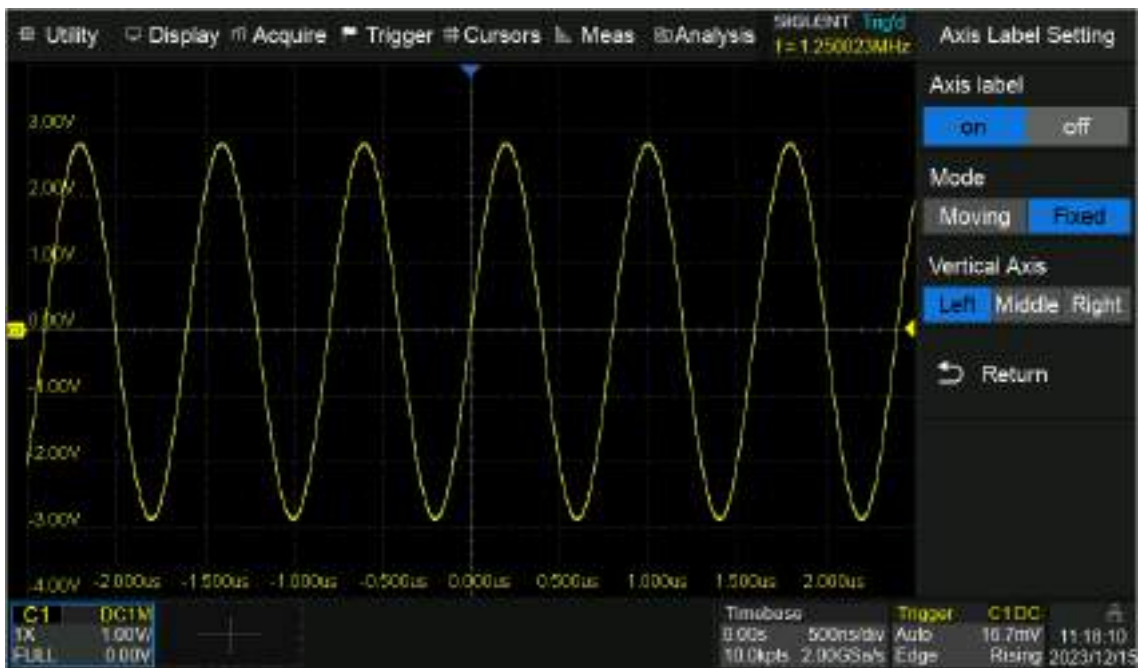 Utility Display Acquire Trigger Cursors Meas Analysis
SIGLENT Trig'd
f = 1.250023MHz
Axis Label Setting
Axis label
on off
Mode
Moving Fixed
Vertical Axis
Left Middle Right
Return
3.00V
2.00V
1.00V
0.00V
-1.00V
-2.00V
-3.00V
-4.00V
-2.000us -1.500us -1.000us -0.500us 0.000us 0.500us 1.000us 1.500us 2.000us
C1 DC1M
1X 1.00V/
FULL 0.00V
Timebase
0.00s 500ns/div
10.0kpts 2.00GSa/s
Trigger C1 DC
Auto 16.7mV
Edge Rising
11:18:10
2023/12/15